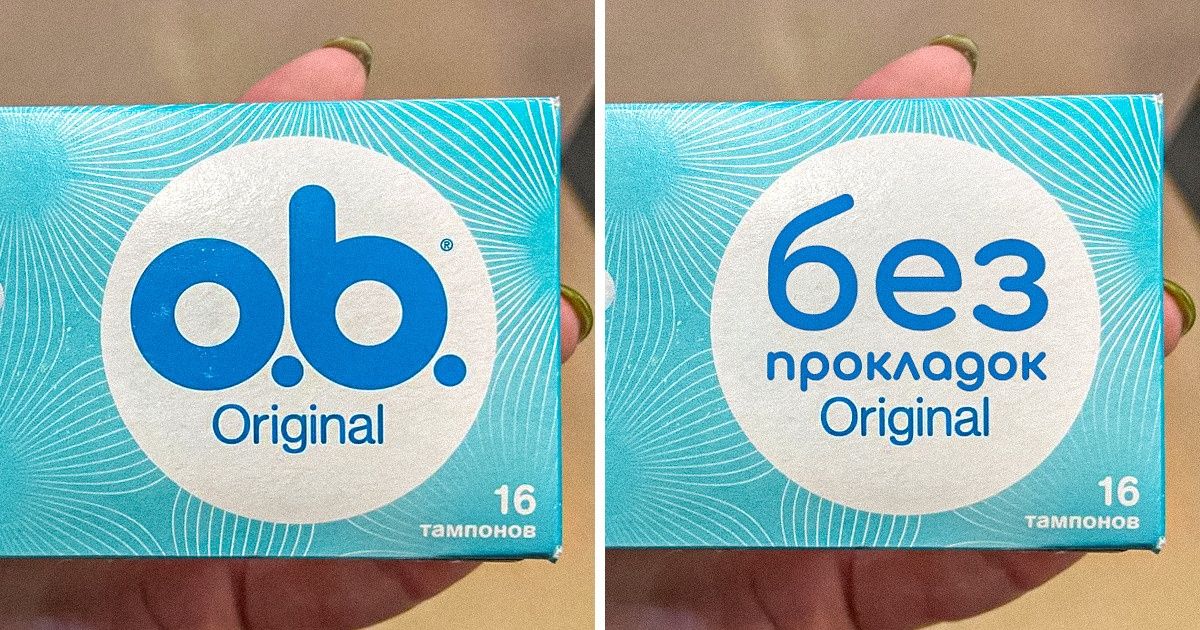 o.b.®
Original
16
тампонов
без
прокладок
Original
16
тампонов